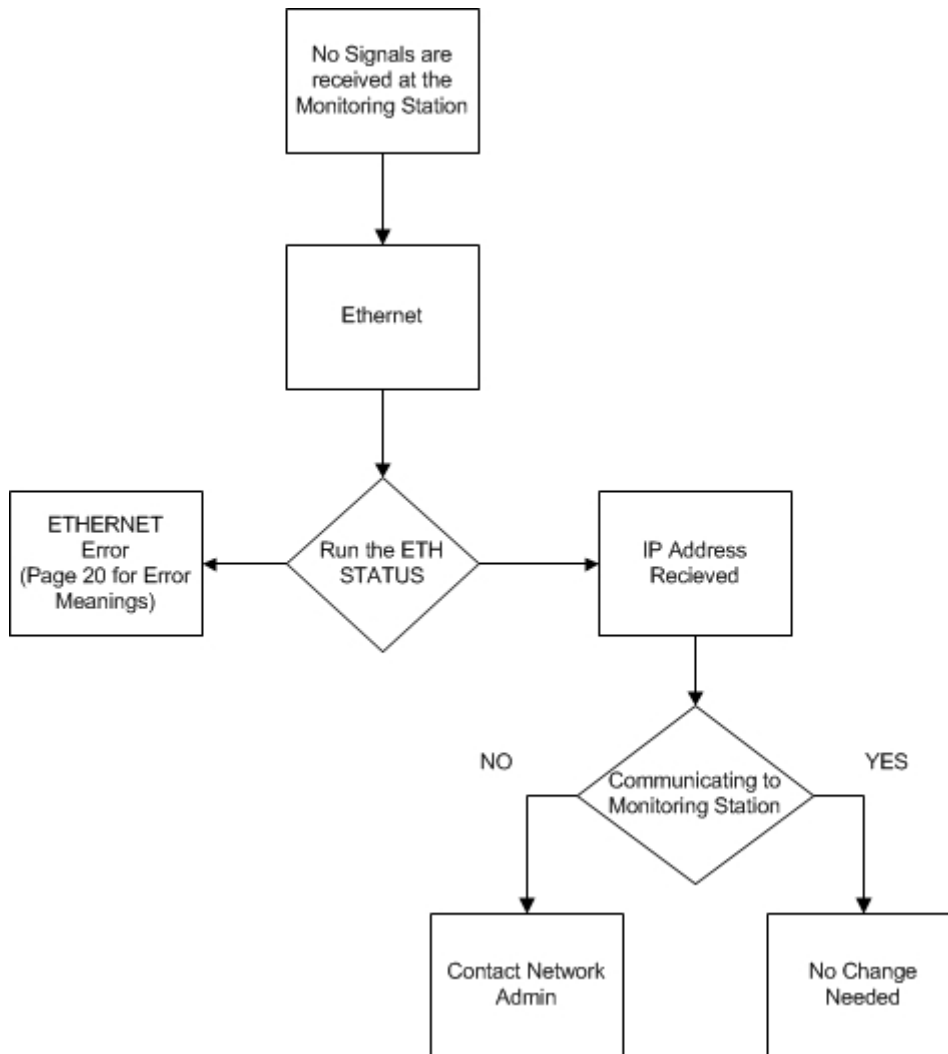 No Signals are
received at the
Monitoring Station
Ethernet
ETHERNET
Error
(Page 20 for Error
Meanings)
Run the ETH
STATUS
IP Address
Recieved
NO
YES
Communicating to
Monitoring Station
Contact Network
Admin
No Change
Needed